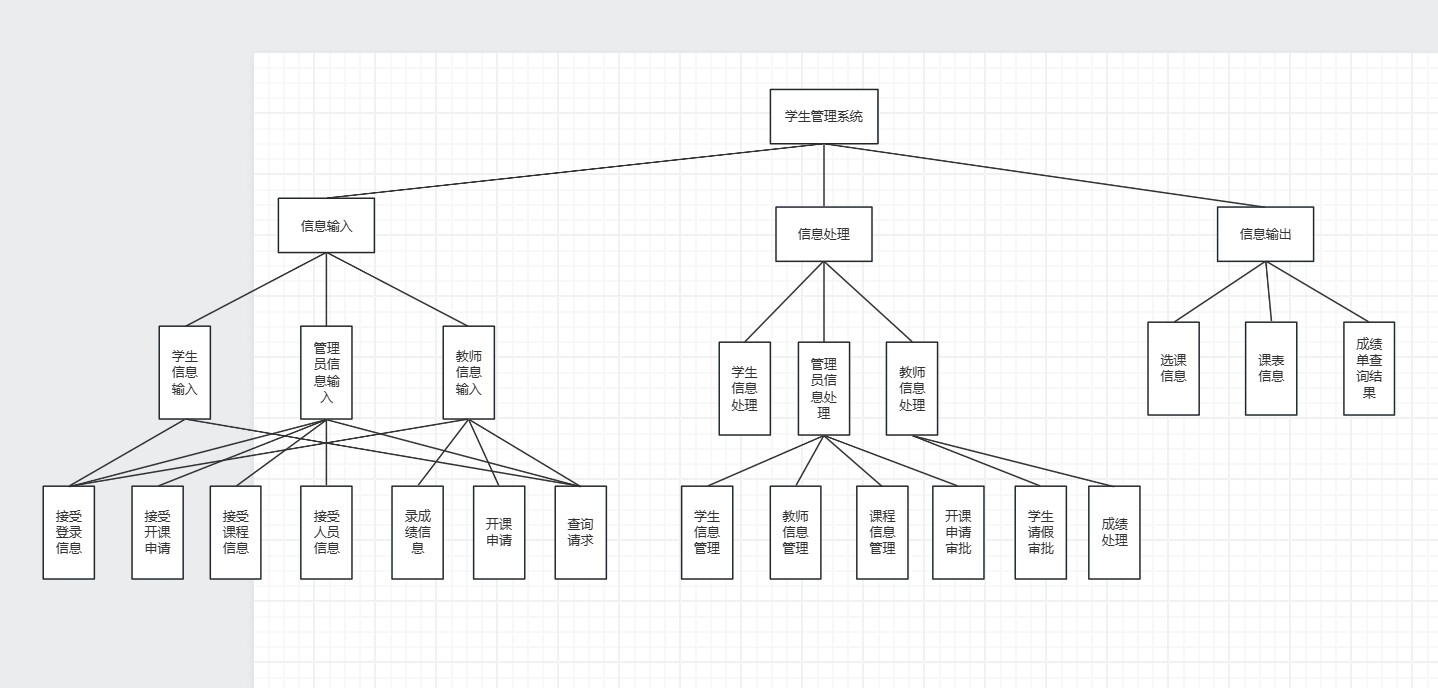 学生管理系统
信息输入
信息处理
信息输出
学生
信息
输入
管理
员信
息输
入
教师
信息
输入
学生
信息
处理
管理
员信
息处
理
教师
信息
处理
选课
信息
课表
信息
成绩
单查
询结
果
接受
登录
信息
接受
开课
申请
接受
课程
信息
接受
人员
信息
录成
绩信
息
开课
申请
查询
请求
学生
信息
管理
教师
信息
管理
课程
信息
管理
开课
申请
审批
学生
请假
审批
成绩
处理